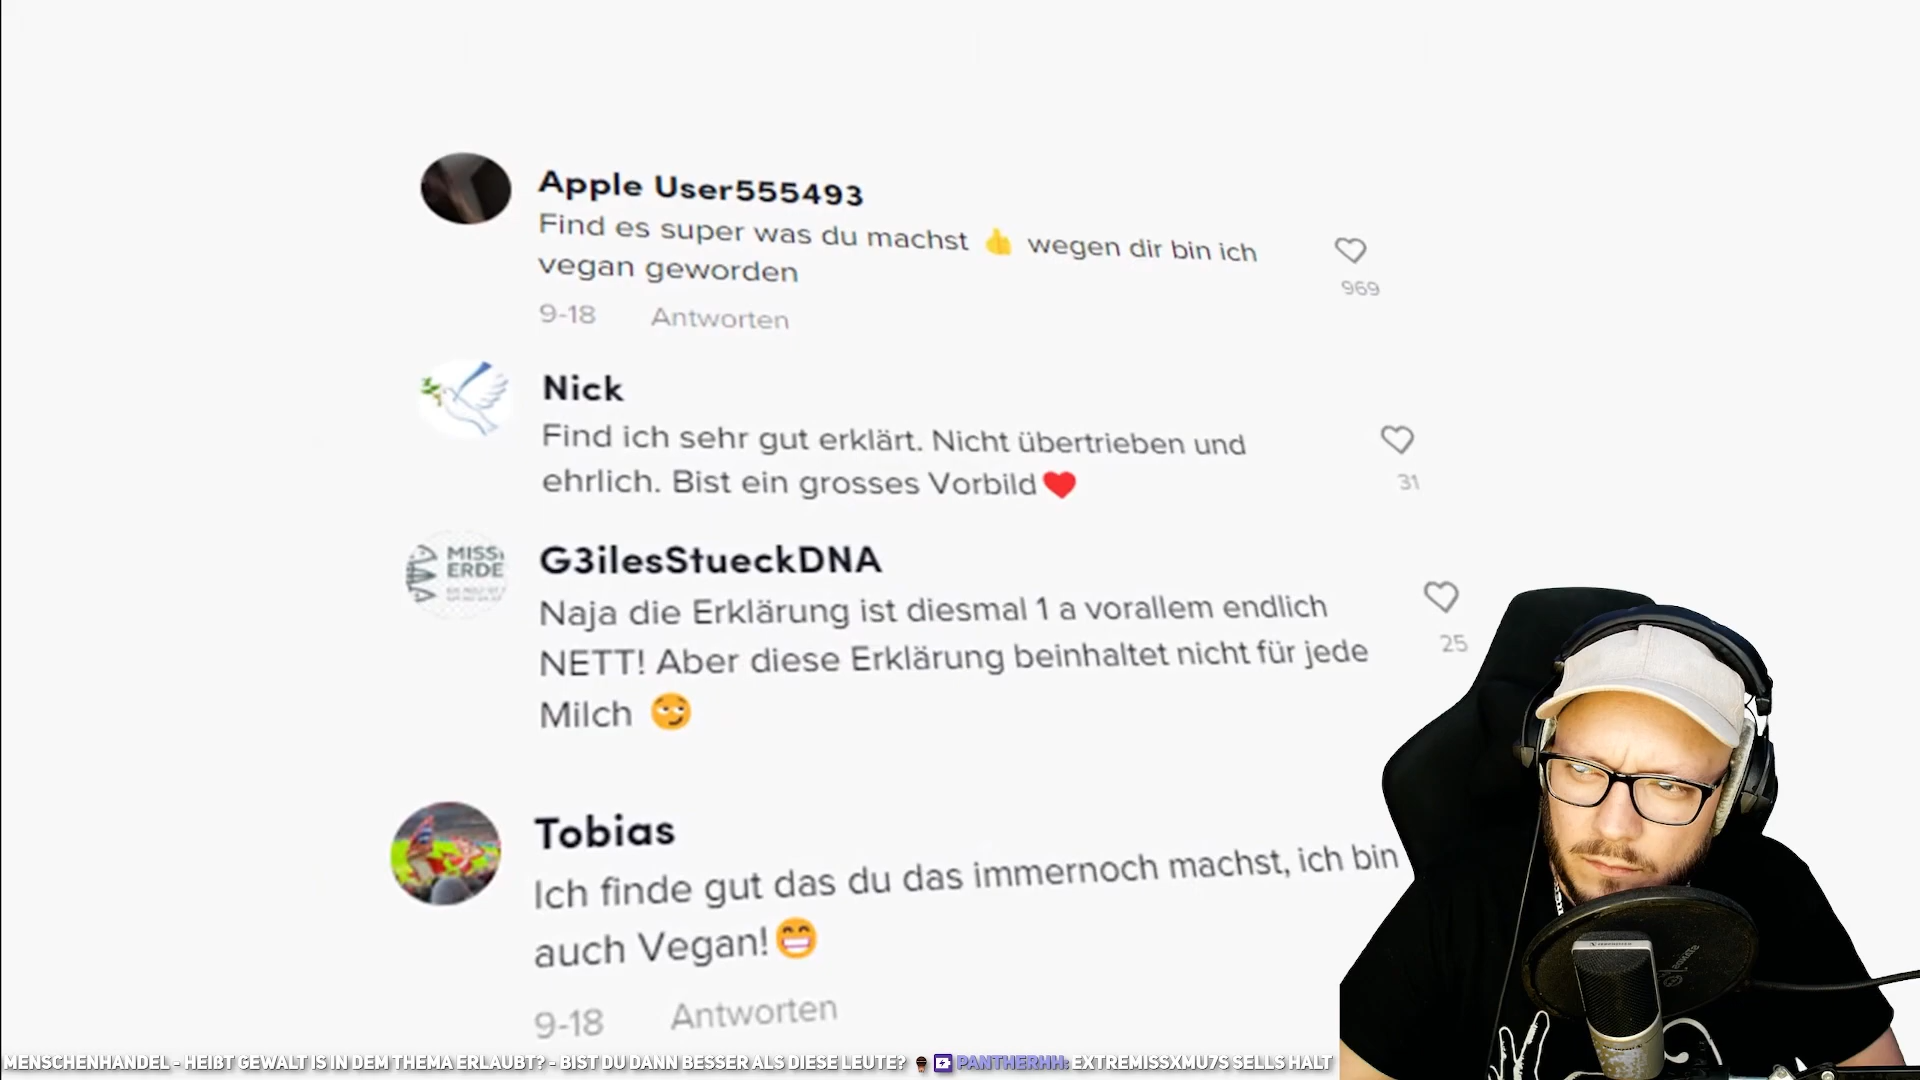 Apple User555493
Find es super was du machst 👍 wegen dir bin ich
vegan geworden
969
9-18 Antworten
Nick
Find ich sehr gut erklärt. Nicht übertrieben und
ehrlich. Bist ein grosses Vorbild❤️
31
MISS
ERDE
G3ilesStueckDNA
Naja die Erklärung ist diesmal 1 a vorallem endlich
NETT! Aber diese Erklärung beinhaltet nicht für jede
Milch 😏
25
Tobias
Ich finde gut das du das immernoch machst, ich bin
auch Vegan!😁
9-18 Antworten
MENSCHENHANDEL - HEIßT GEWALT IS IN DEM THEMA ERLAUBT? - BIST DU DANN BESSER ALS DIESE LEUTE? PANTHERHH: EXTREMISSXMU7S SELLS HALT